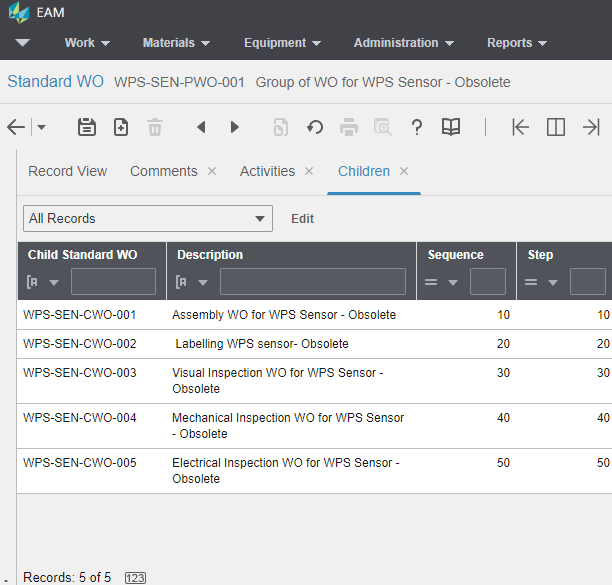 EAM
Work Materials Equipment Administration Reports
Standard WO WPS-SEN-PWO-001 Group of WO for WPS Sensor - Obsolete
Record View Comments × Activities × Children ×
All Records Edit
Child Standard WO Description Sequence Step
WPS-SEN-CWO-001 Assembly WO for WPS Sensor - Obsolete 10 10
WPS-SEN-CWO-002 Labelling WPS sensor- Obsolete 20 20
WPS-SEN-CWO-003 Visual Inspection WO for WPS Sensor - 30 30
Obsolete
WPS-SEN-CWO-004 Mechanical Inspection WO for WPS Sensor 40 40
- Obsolete
WPS-SEN-CWO-005 Electrical Inspection WO for WPS Sensor - 50 50
Obsolete
Records: 5 of 5 123